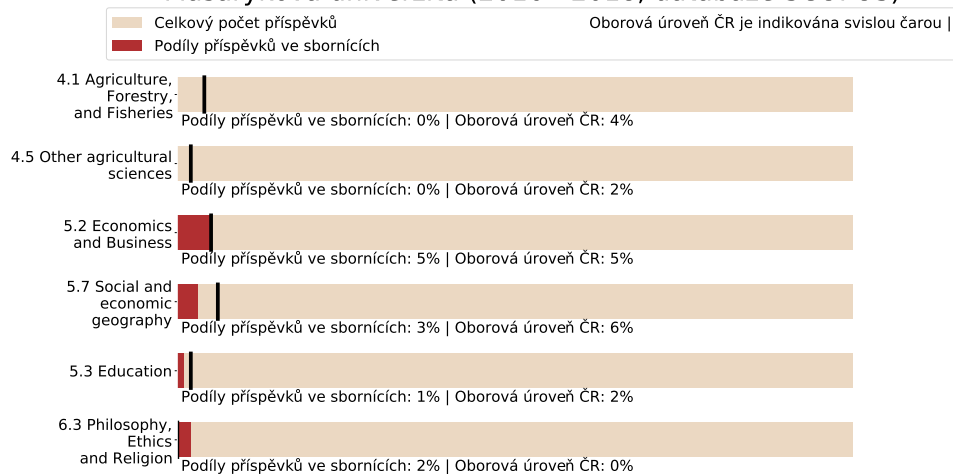 Celkový počet příspěvků
Oborová úroveň ČR je indikována svislou čarou |
Podíly příspěvků ve sbornících
4.1 Agriculture,
Forestry,
and Fisheries
Podíly příspěvků ve sbornících: 0% | Oborová úroveň ČR: 4%
4.5 Other agricultural
sciences
Podíly příspěvků ve sbornících: 0% | Oborová úroveň ČR: 2%
5.2 Economics
and Business
Podíly příspěvků ve sbornících: 5% | Oborová úroveň ČR: 5%
5.7 Social and
economic
geography
Podíly příspěvků ve sbornících: 3% | Oborová úroveň ČR: 6%
5.3 Education
Podíly příspěvků ve sbornících: 1% | Oborová úroveň ČR: 2%
6.3 Philosophy,
Ethics
and Religion
Podíly příspěvků ve sbornících: 2% | Oborová úroveň ČR: 0%